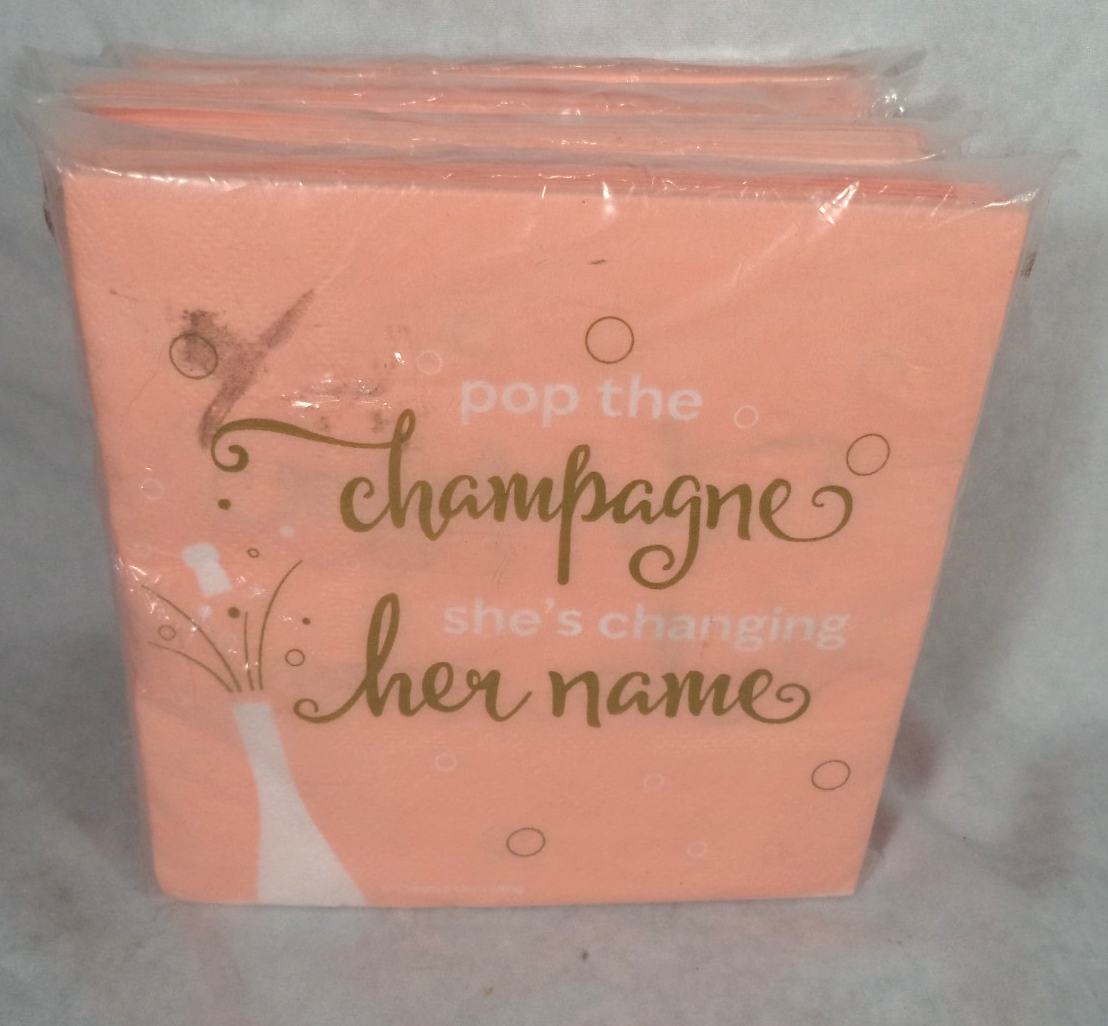 pop the
champagne
she's changing
her name